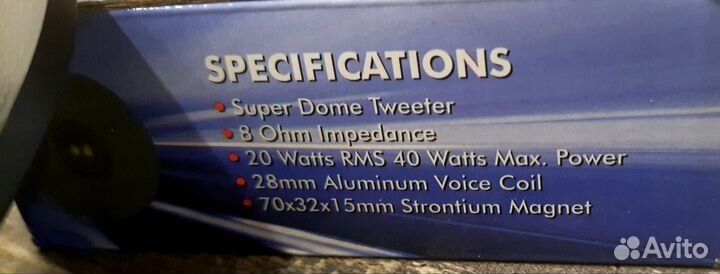 SPECIFICATIONS
• Super Dome Tweeter
• 8 Ohm Impedance
• 20 Watts RMS 40 Watts Max. Power
• 28mm Aluminum Voice Coil
• 70x32x15mm Strontium Magnet
Avito